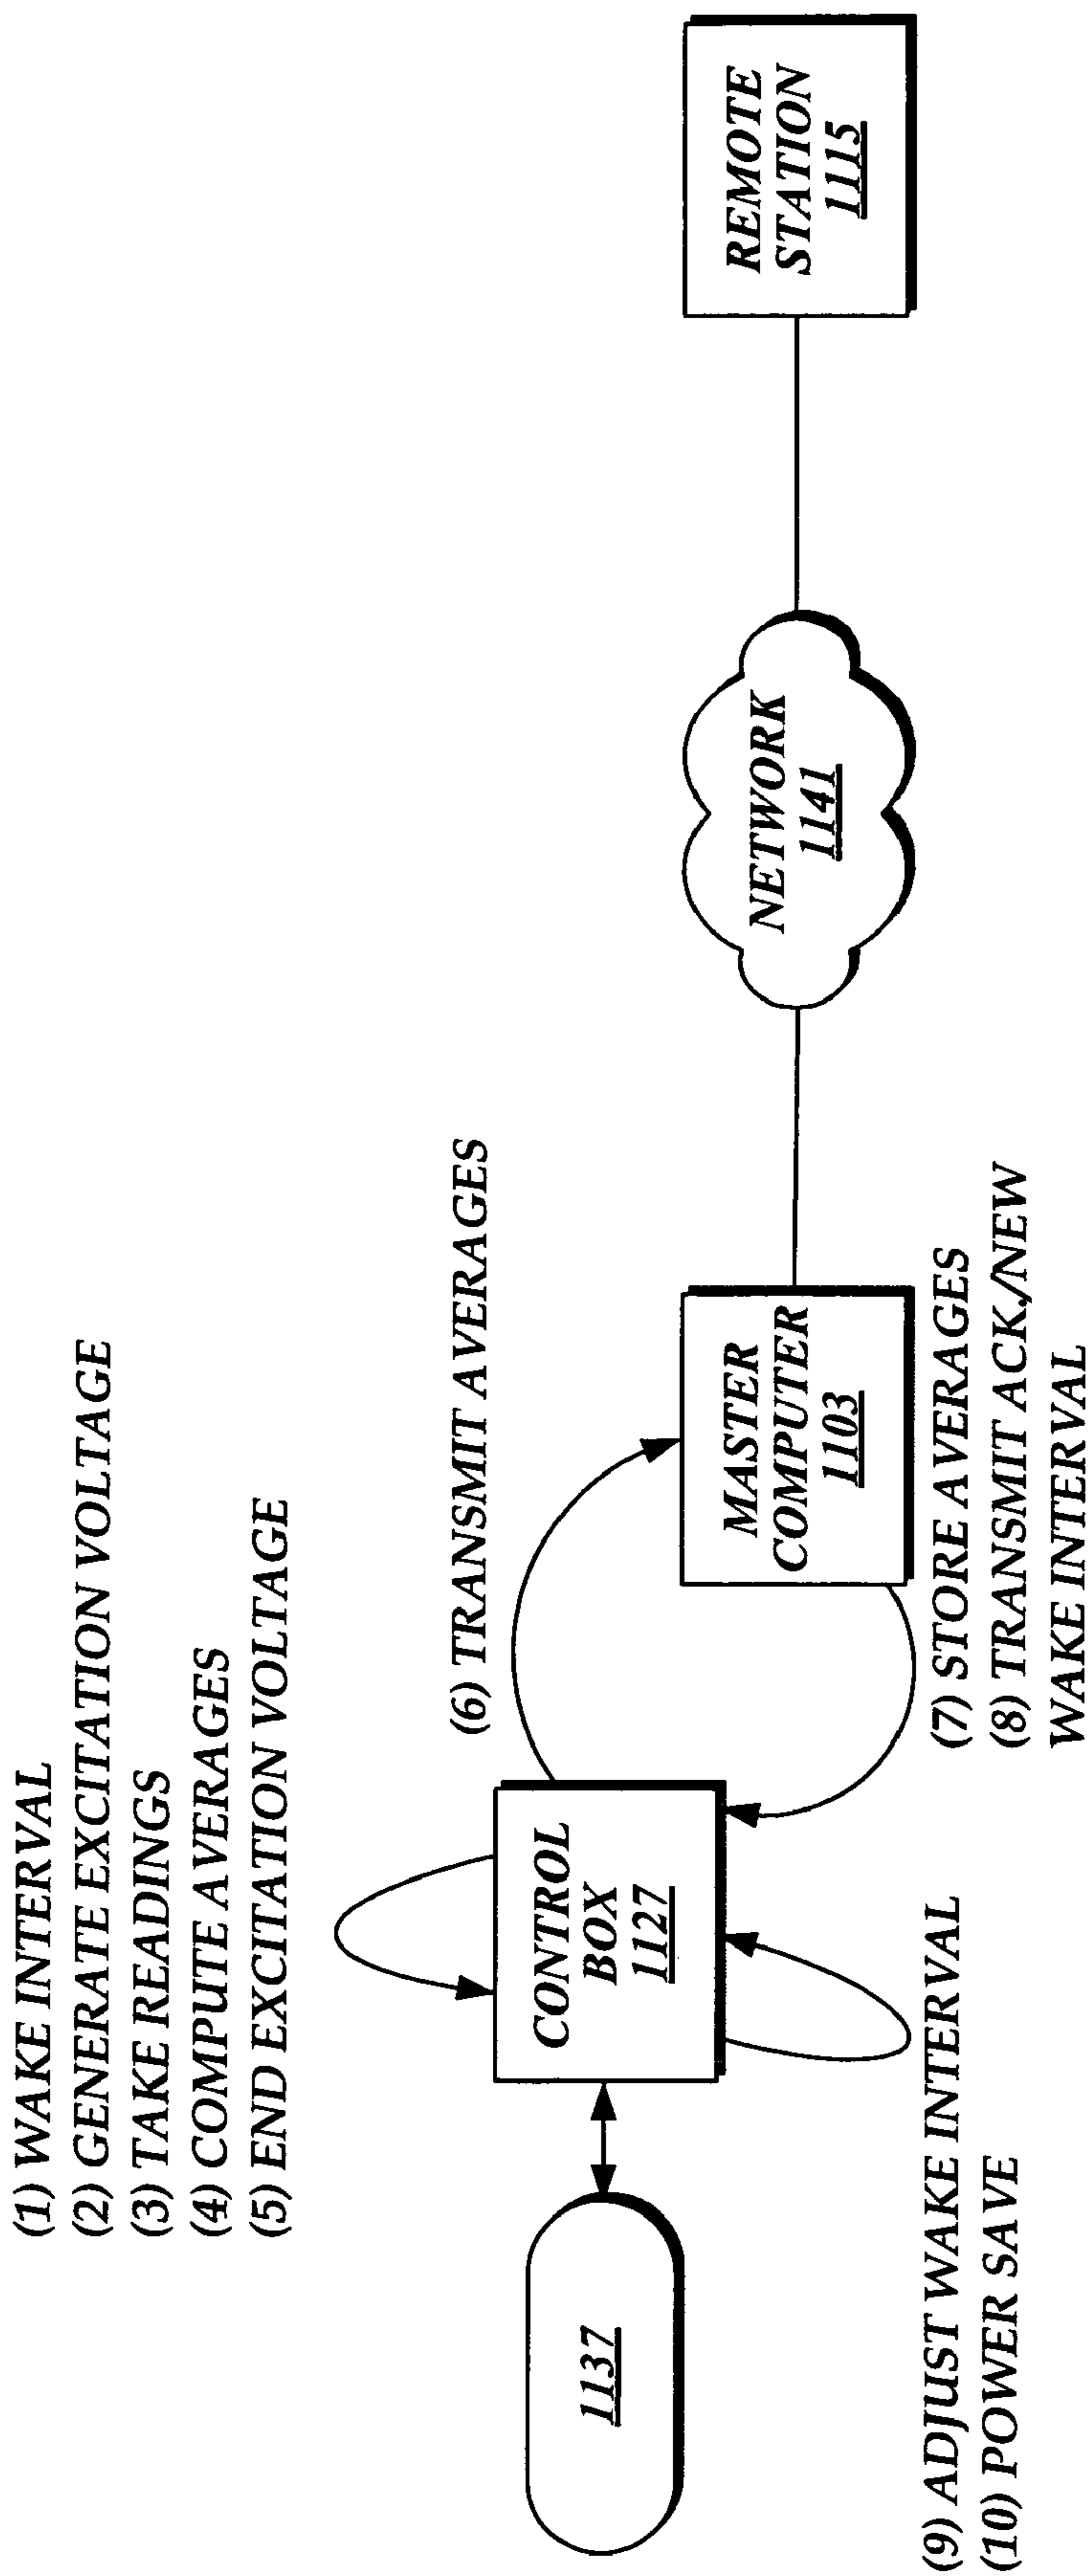 (1) WAKE INTERVAL
(2) GENERATE EXCITATION VOLTAGE
(3) TAKE READINGS
(4) COMPUTE AVERAGES
(5) END EXCITATION VOLTAGE
(6) TRANSMIT AVERAGES
1137
CONTROL
BOX
1127
MASTER
COMPUTER
1103
NETWORK
1141
REMOTE
STATION
1115
(7) STORE AVERAGES
(8) TRANSMIT ACK./NEW
WAKE INTERVAL
(9) ADJUST WAKE INTERVAL
(10) POWER SAVE